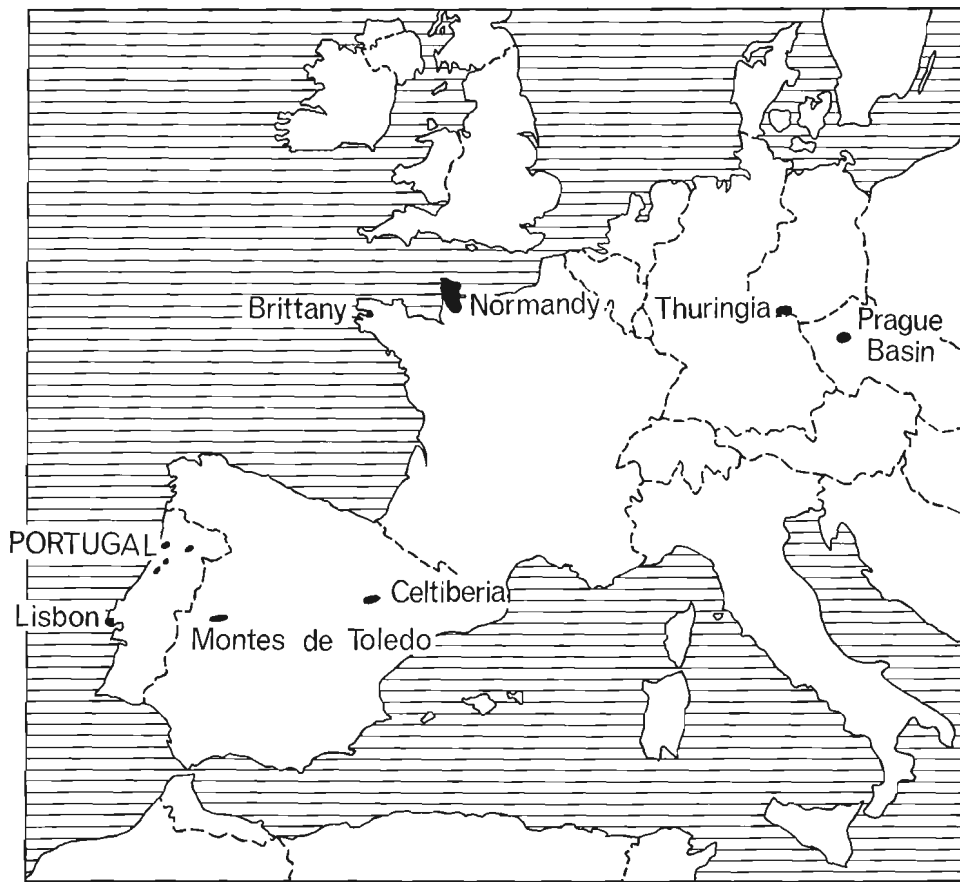 Brittany
Normandy
Thuringia
Prague
Basin
PORTUGAL
Celtiberia
Lisbon
Montes de Toledo